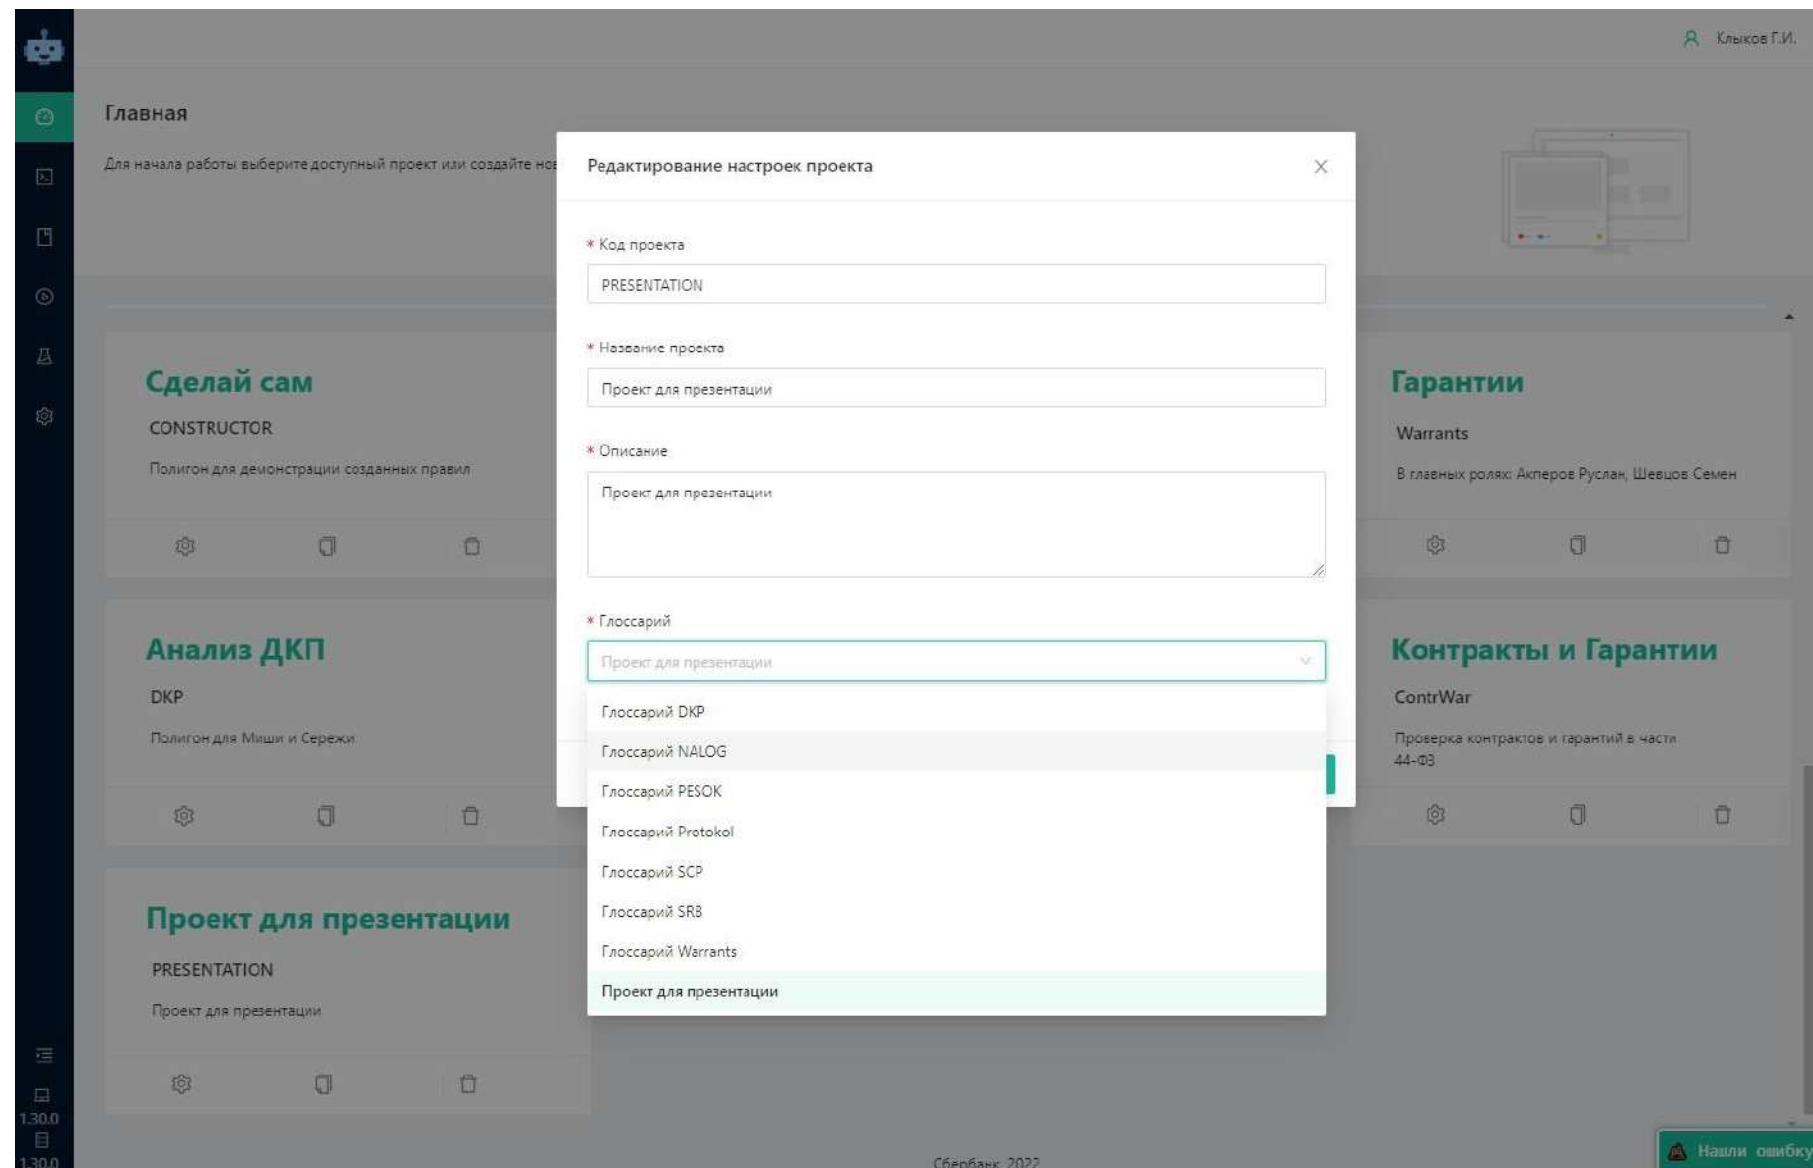 Клыков Г.И.
Главная
Для начала работы выберите доступный проект или создайте нов
Редактирование настроек проекта
* Код проекта
PRESENTATION
* Название проекта
Проект для презентации
* Описание
Проект для презентации
* Глоссарий
Проект для презентации
Глоссарий DKP
Глоссарий NALOG
Глоссарий PESOK
Глоссарий Protokol
Глоссарий SCP
Глоссарий SRB
Глоссарий Warrants
Проект для презентации
Сделай сам
CONSTRUCTOR
Полигон для демонстрации созданных правил
Гарантии
Warrants
В главных ролях: Акперов Руслан, Шевцов Семен
Анализ ДКП
DKP
Полигон для Миши и Сережи
Контракты и Гарантии
ContrWar
Проверка контрактов и гарантий в части
44-ФЗ
Проект для презентации
PRESENTATION
Проект для презентации
1.30.0
1.30.0
Сбербанк, 2022
Нашли ошибку